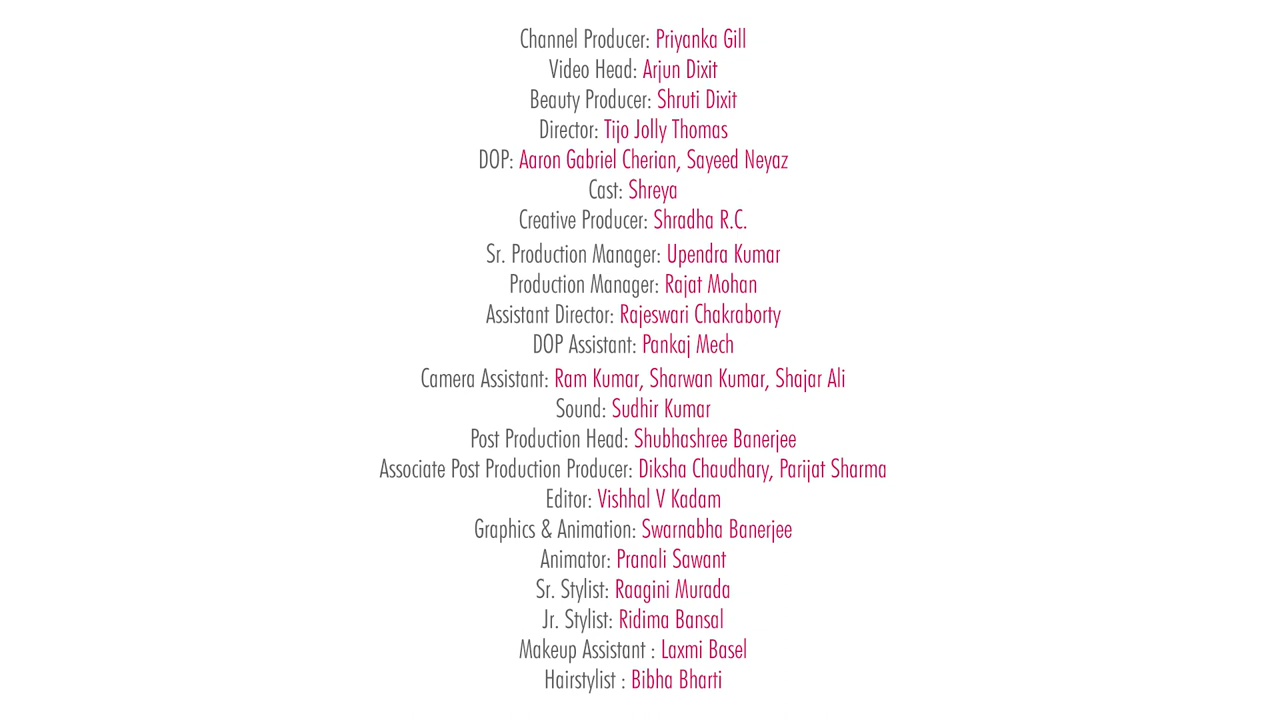 Channel Producer: Priyanka Gill
Video Head: Arjun Dixit
Beauty Producer: Shruti Dixit
Director: Tijo Jolly Thomas
DOP: Aaron Gabriel Cherian, Sayeed Neyaz
Cast: Shreya
Creative Producer: Shradha R.C.
Sr. Production Manager: Upendra Kumar
Production Manager: Rajat Mohan
Assistant Director: Rajeswari Chakraborty
DOP Assistant: Pankaj Mech
Camera Assistant: Ram Kumar, Sharwan Kumar, Shajar Ali
Sound: Sudhir Kumar
Post Production Head: Shubhashree Banerjee
Associate Post Production Producer: Diksha Chaudhary, Parijat Sharma
Editor: Vishhal V Kadam
Graphics & Animation: Swarnabha Banerjee
Animator: Pranali Sawant
Sr. Stylist: Raagini Murada
Jr. Stylist: Ridima Bansal
Makeup Assistant : Laxmi Basel
Hairstylist : Bibha Bharti